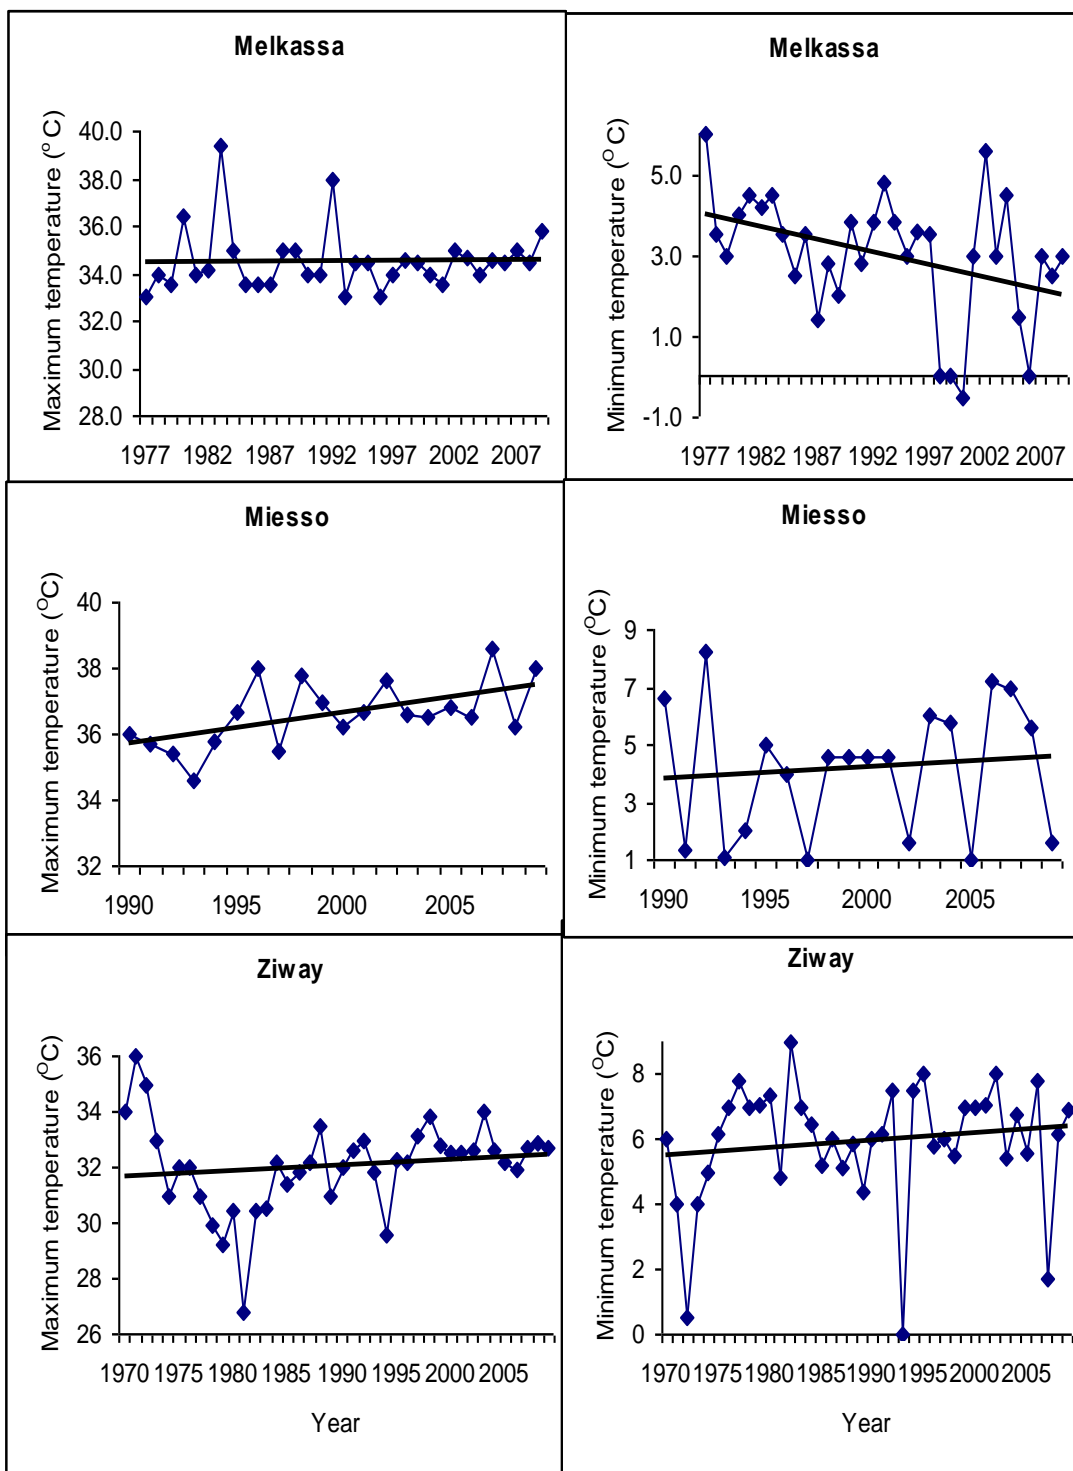 Melkassa
Maximum temperature (°C)
40.0
38.0
36.0
34.0
32.0
30.0
28.0
1977 1982 1987 1992 1997 2002 2007
Melkassa
Minimum temperature (°C)
5.0
3.0
1.0
-1.0
1977 1982 1987 1992 1997 2002 2007
Miesso
Maximum temperature (°C)
40
38
36
34
32
1990 1995 2000 2005
Miesso
Minimum temperature (°C)
9
7
5
3
1
1990 1995 2000 2005
Ziway
Maximum temperature (°C)
36
34
32
30
28
26
1970 1975 1980 1985 1990 1995 2000 2005
Year
Ziway
Minimum temperature (°C)
8
6
4
2
0
1970 1975 1980 1985 1990 1995 2000 2005
Year